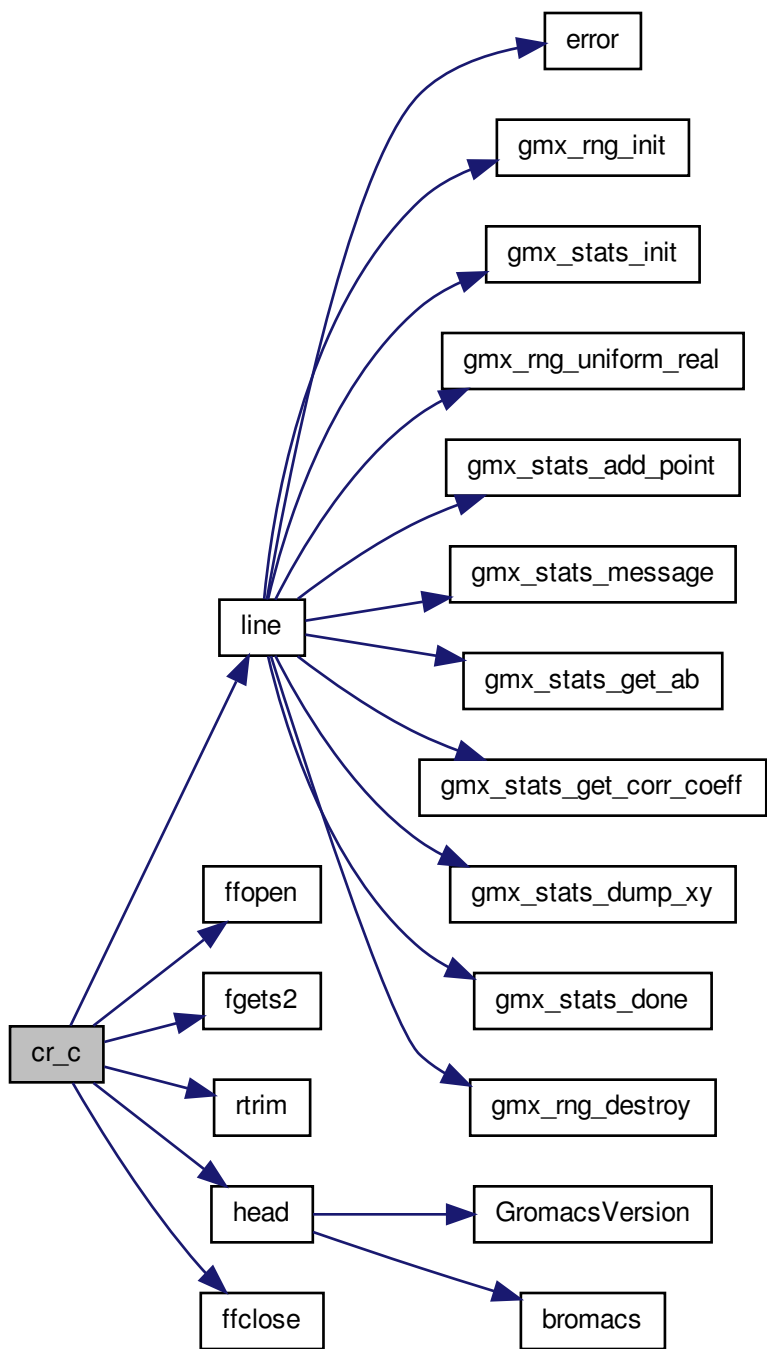 error
gmx_rng_init
gmx_stats_init
gmx_rng_uniform_real
gmx_stats_add_point
gmx_stats_message
line
gmx_stats_get_ab
gmx_stats_get_corr_coeff
ffopen
gmx_stats_dump_xy
fgets2
gmx_stats_done
cr_c
rtrim
gmx_rng_destroy
head
GromacsVersion
ffclose
bromacs